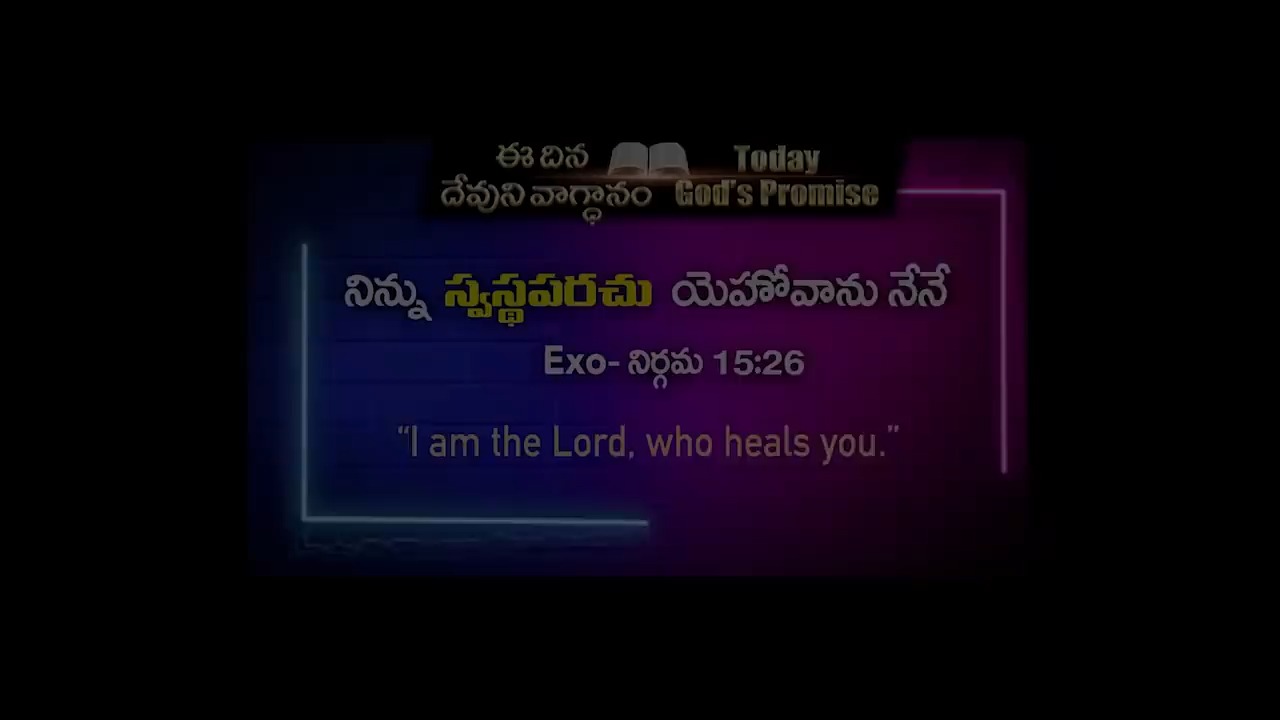 ఈ దిన
దేవుని వాగ్ధానం
Today
God's Promise
నిన్ను స్వస్థపరచు యెహోవాను నేనే
Exo- నిర్గమ 15:26
“I am the Lord, who heals you.”